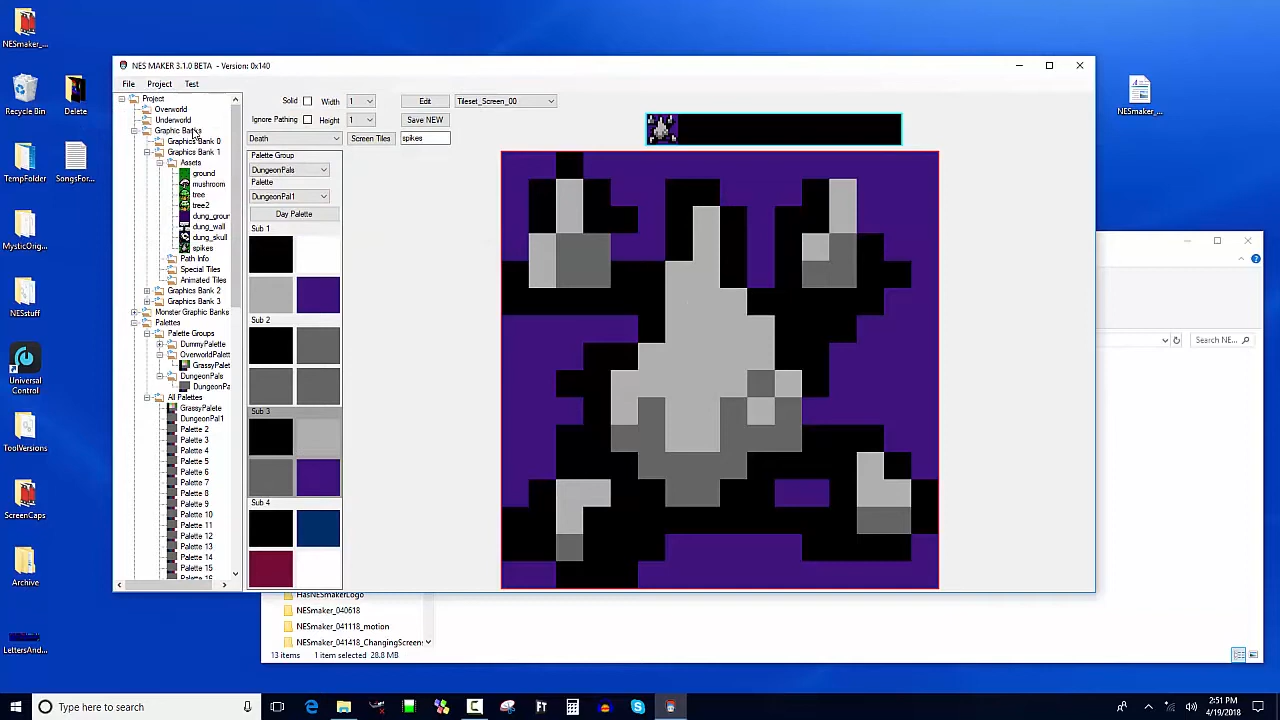 NESmaker_...
Recycle Bin
Delete
TempFolder
SongsFor...
MysticOrig...
NESstuff
Universal
Control
ToolVersions
ScreenCaps
Archive
LettersAnd...
NESmaker_...
NES MAKER 3.1.0 BETA - Version: 0x140
File Project Test
Project
Overworld
Underworld
Graphic Banks
Graphics Bank 0
Graphics Bank 1
Assets
ground
mushroom
tree
tree2
dung_groun
dung_wall
dung_skull
spikes
Path Info
Special Tiles
Animated Tiles
Graphics Bank 2
Graphics Bank 3
Monster Graphic Banks
Palettes
Palette Groups
DummyPalette
OverworldPalett
GrassyPalet
DungeonPals
DungeonPa
All Palettes
GrassyPalete
DungeonPal1
Palette 2
Palette 3
Palette 4
Palette 5
Palette 6
Palette 7
Palette 8
Palette 9
Palette 10
Palette 11
Palette 12
Palette 13
Palette 14
Palette 15
Palette 16
Solid Width 1 Edit Tileset_Screen_00
Ignore Pathing Height 1 Save NEW
Death Screen Tiles spikes
Palette Group
DungeonPals
Palette
DungeonPal1
Day Palette
Sub 1
Sub 2
Sub 3
Sub 4
Search NE...
HasNESmakerLogo
NESmaker_040618
NESmaker_041118_motion
NESmaker_041418_ChangingScreens
13 items 1 item selected 28.8 MB
Type here to search
2:51 PM
4/19/2018